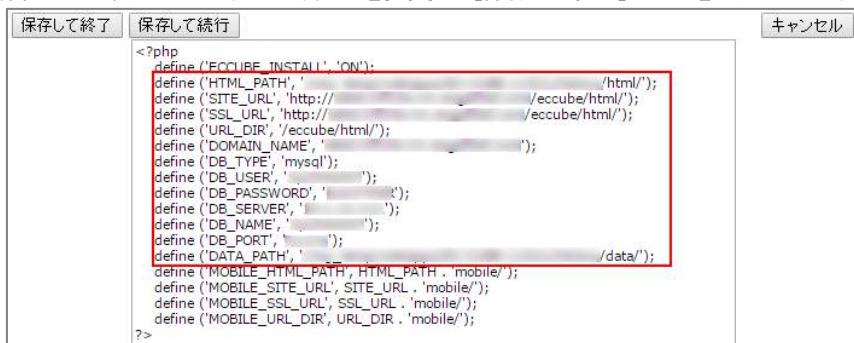 保存して終了 保存して続行 キャンセル
<?php
define ('ECCUBE_INSTALL', 'ON');
define ('HTML_PATH', ' /html/');
define ('SITE_URL', 'http:// /eccube/html/');
define ('SSL_URL', 'http:// /eccube/html/');
define ('URL_DIR', '/eccube/html/');
define ('DOMAIN_NAME', ' ');
define ('DB_TYPE', 'mysql');
define ('DB_USER', ' ');
define ('DB_PASSWORD', ' ');
define ('DB_SERVER', ' ');
define ('DB_NAME', ' ');
define ('DB_PORT', ' ');
define ('DATA_PATH', ' /data/');
define ('MOBILE_HTML_PATH', HTML_PATH . 'mobile/');
define ('MOBILE_SITE_URL', SITE_URL . 'mobile/');
define ('MOBILE_SSL_URL', SSL_URL . 'mobile/');
define ('MOBILE_URL_DIR', URL_DIR . 'mobile/');
?>